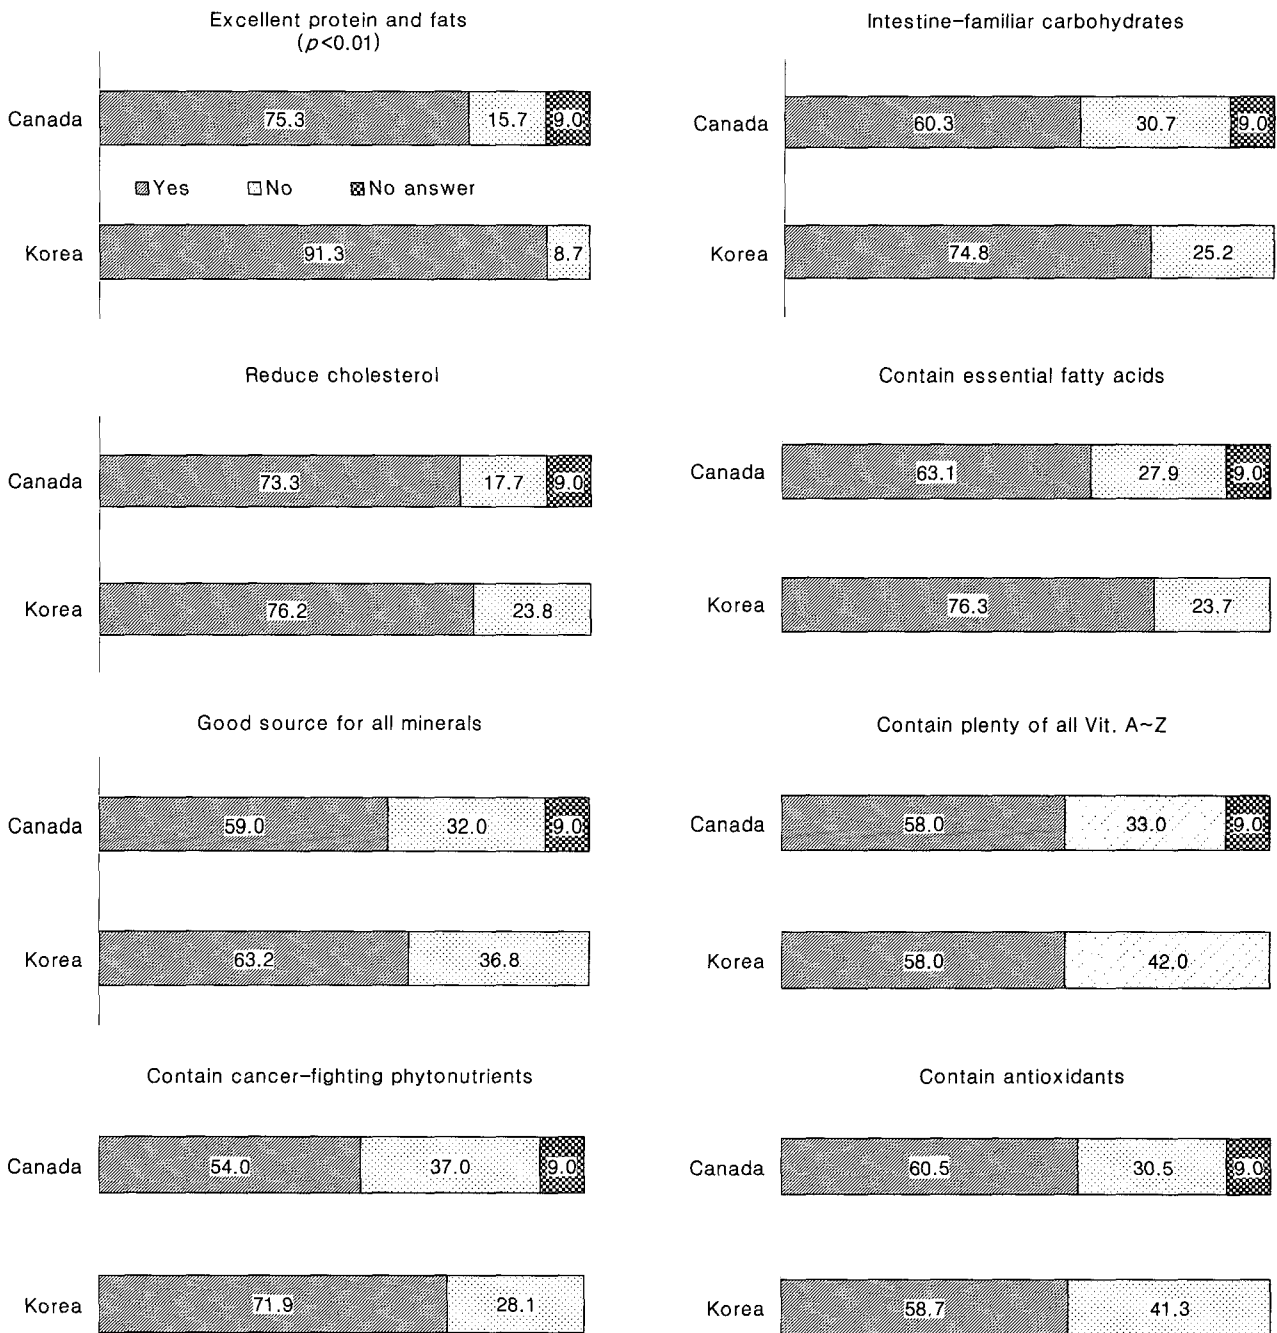 Excellent protein and fats
(p<0.01)
Canada
75.3
15.7
9.0
Yes
No
No answer
Korea
91.3
8.7
Intestine-familiar carbohydrates
Canada
60.3
30.7
9.0
Korea
74.8
25.2
Reduce cholesterol
Canada
73.3
17.7
9.0
Korea
76.2
23.8
Contain essential fatty acids
Canada
63.1
27.9
9.0
Korea
76.3
23.7
Good source for all minerals
Canada
59.0
32.0
9.0
Korea
63.2
36.8
Contain plenty of all Vit. A~Z
Canada
58.0
33.0
9.0
Korea
58.0
42.0
Contain cancer-fighting phytonutrients
Canada
54.0
37.0
9.0
Korea
71.9
28.1
Contain antioxidants
Canada
60.5
30.5
9.0
Korea
58.7
41.3